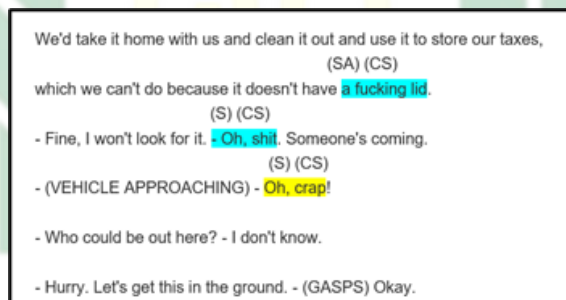 We'd take it home with us and clean it out and use it to store our taxes,
(SA) (CS)
which we can't do because it doesn't have a fucking lid.
(S) (CS)
- Fine, I won't look for it. - Oh, shit. Someone's coming.
(S) (CS)
- (VEHICLE APPROACHING) - Oh, crap!
- Who could be out here? - I don't know.
- Hurry. Let's get this in the ground. - (GASPS) Okay.